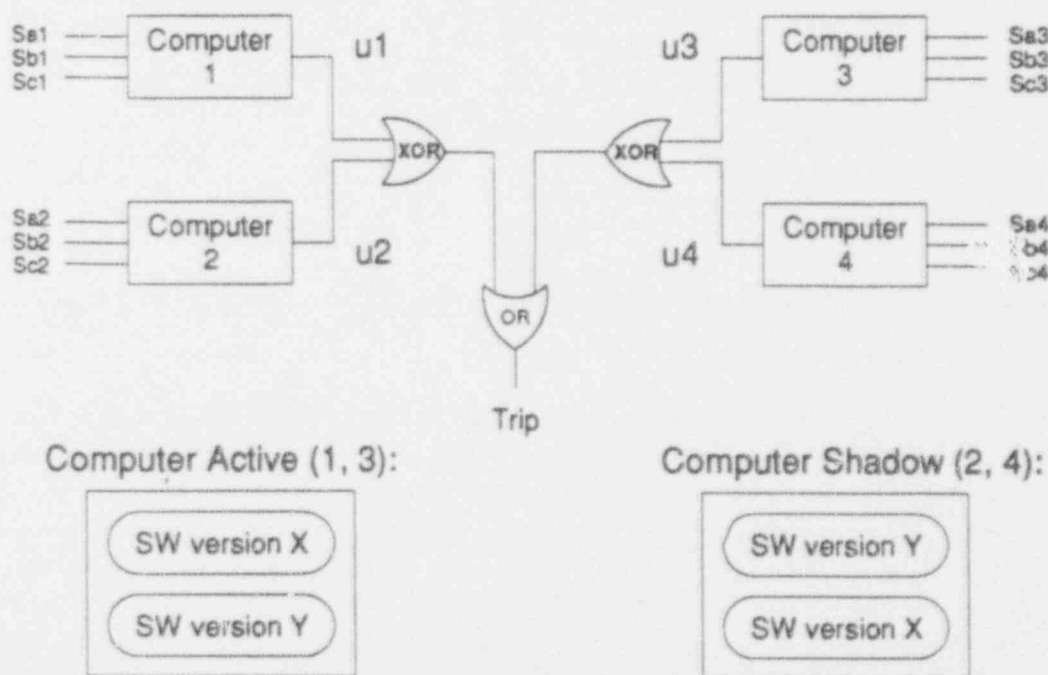 Sa1
Sb1
Sc1
Computer
1
u1
u3
Computer
3
Sa3
Sb3
Sc3
XOR
XOR
Sa2
Sb2
Sc2
Computer
2
u2
u4
Computer
4
Sa4
b4
c4
OR
Trip
Computer Active (1, 3):
Computer Shadow (2, 4):
SW version X
SW version Y
SW version Y
SW version X